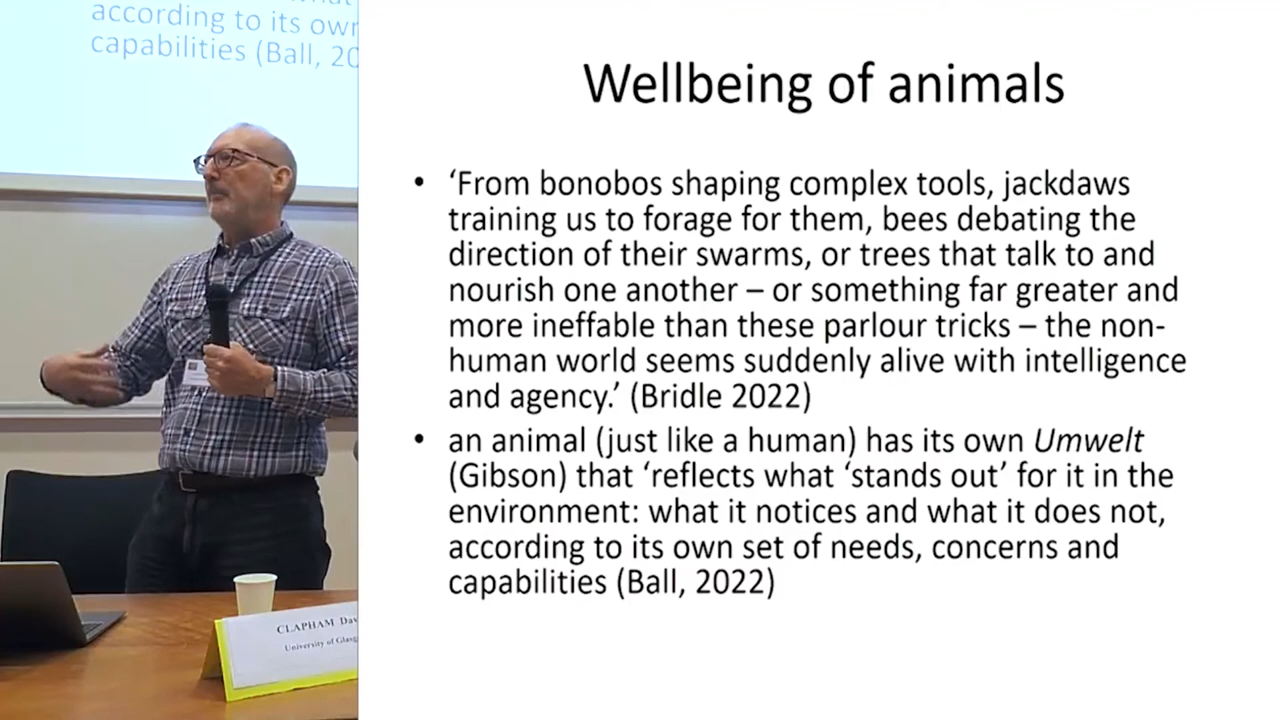 according to its own
capabilities (Ball, 20
CLAPHAM Dav
University of Glasg
Wellbeing of animals
• ‘From bonobos shaping complex tools, jackdaws
training us to forage for them, bees debating the
direction of their swarms, or trees that talk to and
nourish one another – or something far greater and
more ineffable than these parlour tricks – the non-
human world seems suddenly alive with intelligence
and agency.’ (Bridle 2022)
• an animal (just like a human) has its own Umwelt
(Gibson) that ‘reflects what ‘stands out’ for it in the
environment: what it notices and what it does not,
according to its own set of needs, concerns and
capabilities (Ball, 2022)